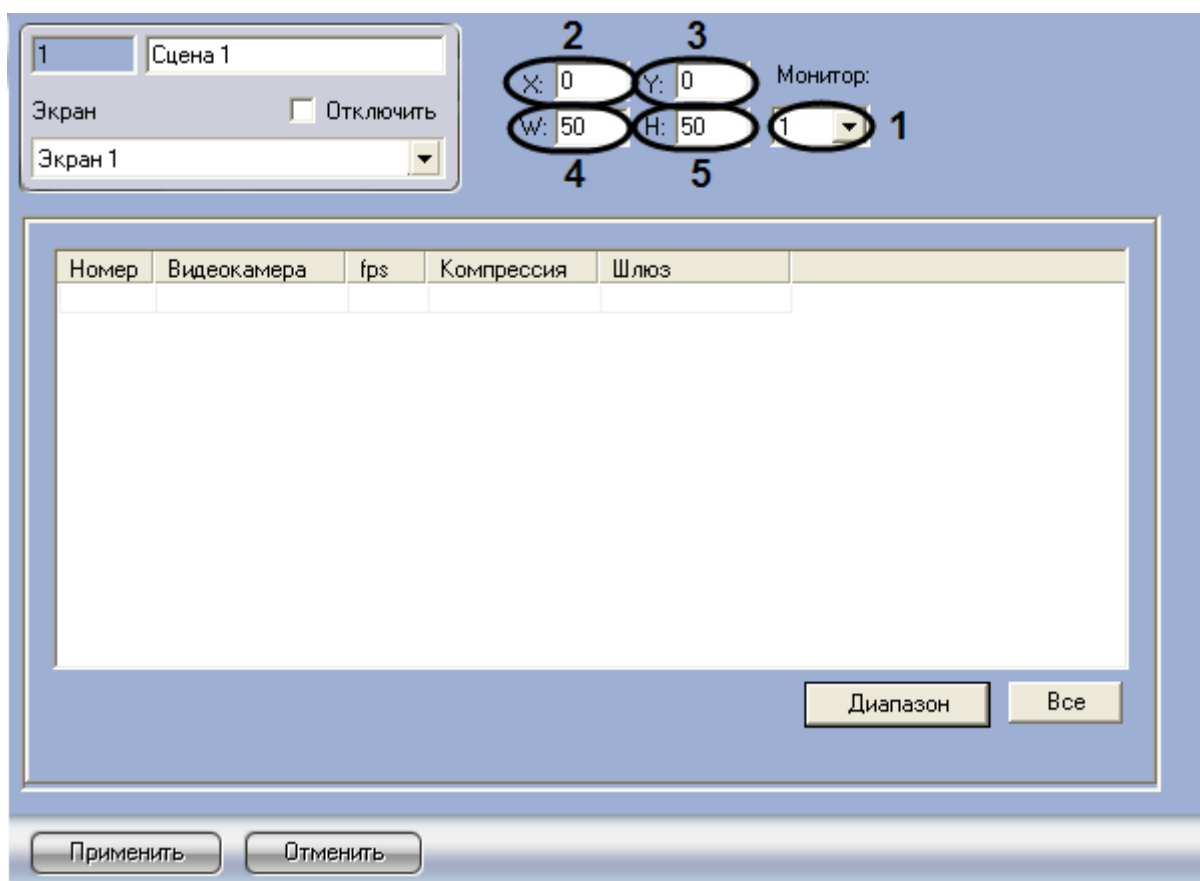 2 3
1 Сцена 1
X: 0 Y: 0 Монитор:
Экран Отключить
W: 50 H: 50 1 1
Экран 1
4 5
Номер Видеокамера fps Компрессия Шлюз
Диапазон Все
Применить Отменить